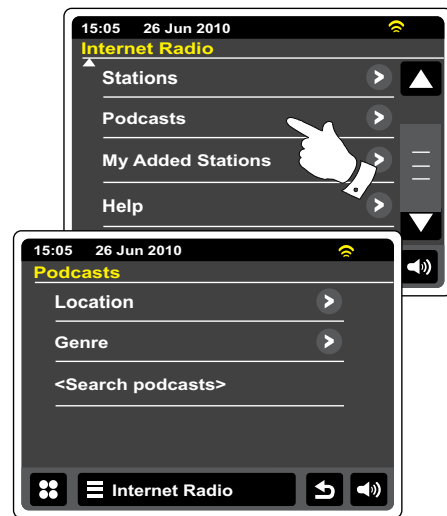 15:05 26 Jun 2010
Internet Radio
Stations
Podcasts
My Added Stations
Help
15:05 26 Jun 2010
Podcasts
Location
Genre
<Search podcasts>
Internet Radio